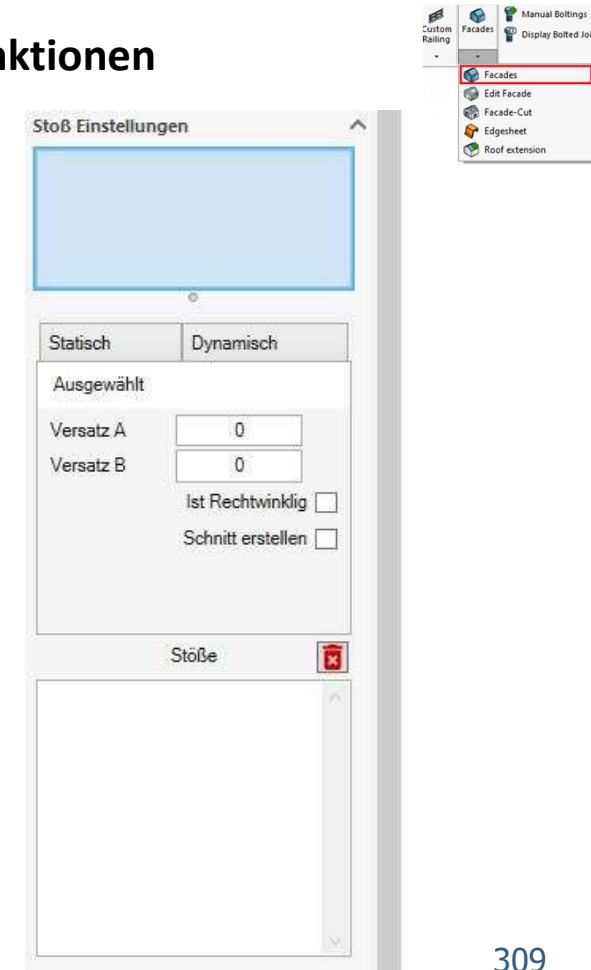 Manual Boltings
Custom Railing
Facades
Display Bolted Joi
aktionen
Facades
Edit Facade
Facade-Cut
Edgesheet
Roof extension
Stoß Einstellungen
Statisch Dynamisch
Ausgewählt
Versatz A 0
Versatz B 0
Ist Rechtwinklig
Schnitt erstellen
Stöße
309